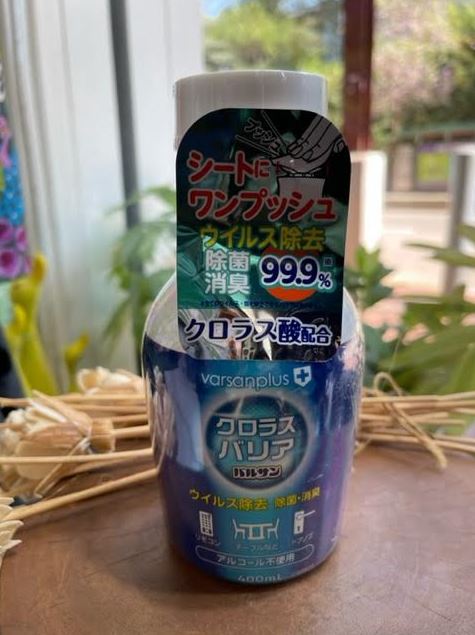 プッシュ
シートに
ワンプッシュ
ウイルス除去
除菌
消臭
99.9%
菌
クロラス酸配合
varsanplus
クロラス
バリア
バルサン
ウイルス除去 除菌・消臭
リモコン
テーブルなど
ドアノブ
アルコール不使用
400mL